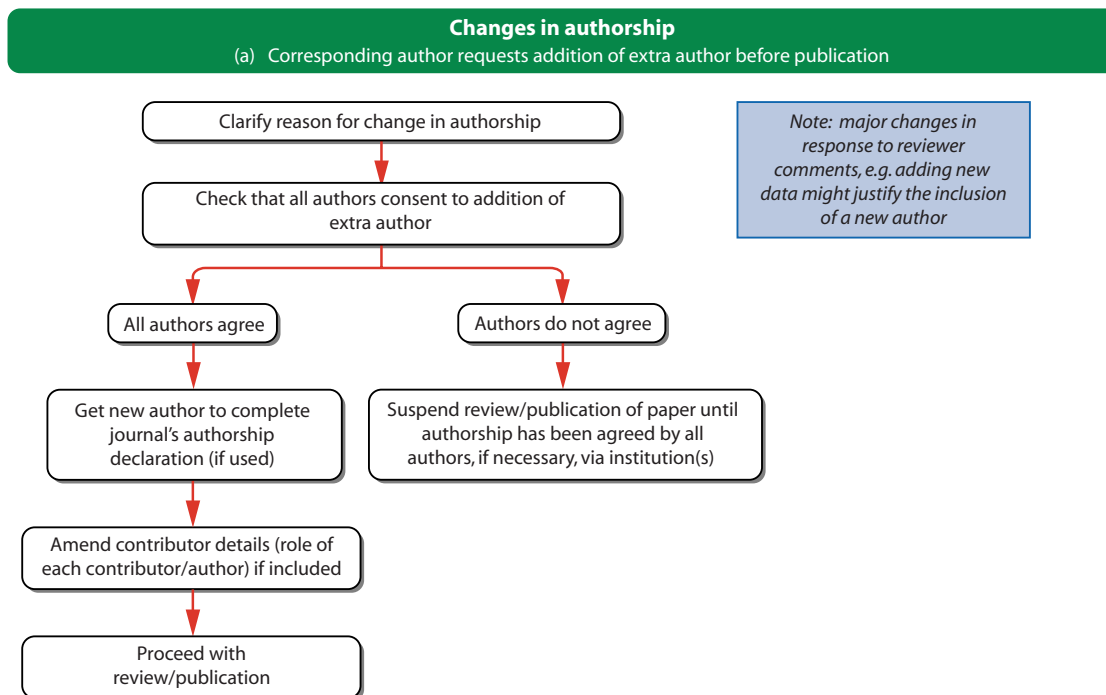 Changes in authorship
(a) Corresponding author requests addition of extra author before publication
Clarify reason for change in authorship
Note: major changes in
response to reviewer
comments, e.g. adding new
data might justify the inclusion
of a new author
Check that all authors consent to addition of
extra author
All authors agree
Authors do not agree
Get new author to complete
journal's authorship
declaration (if used)
Suspend review/publication of paper until
authorship has been agreed by all
authors, if necessary, via institution(s)
Amend contributor details (role of
each contributor/author) if included
Proceed with
review/publication